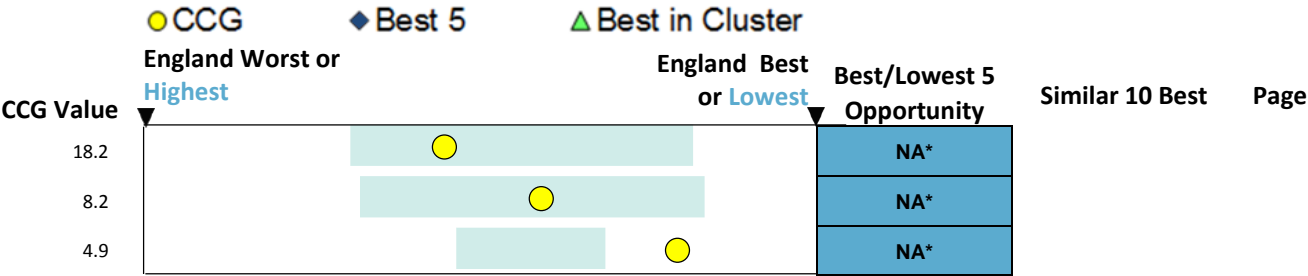 CCG Best 5 Best in Cluster
England Worst or Highest
England Best or Lowest
Best/Lowest 5 Opportunity
Similar 10 Best
Page
CCG Value
18.2 NA*
8.2 NA*
4.9 NA*